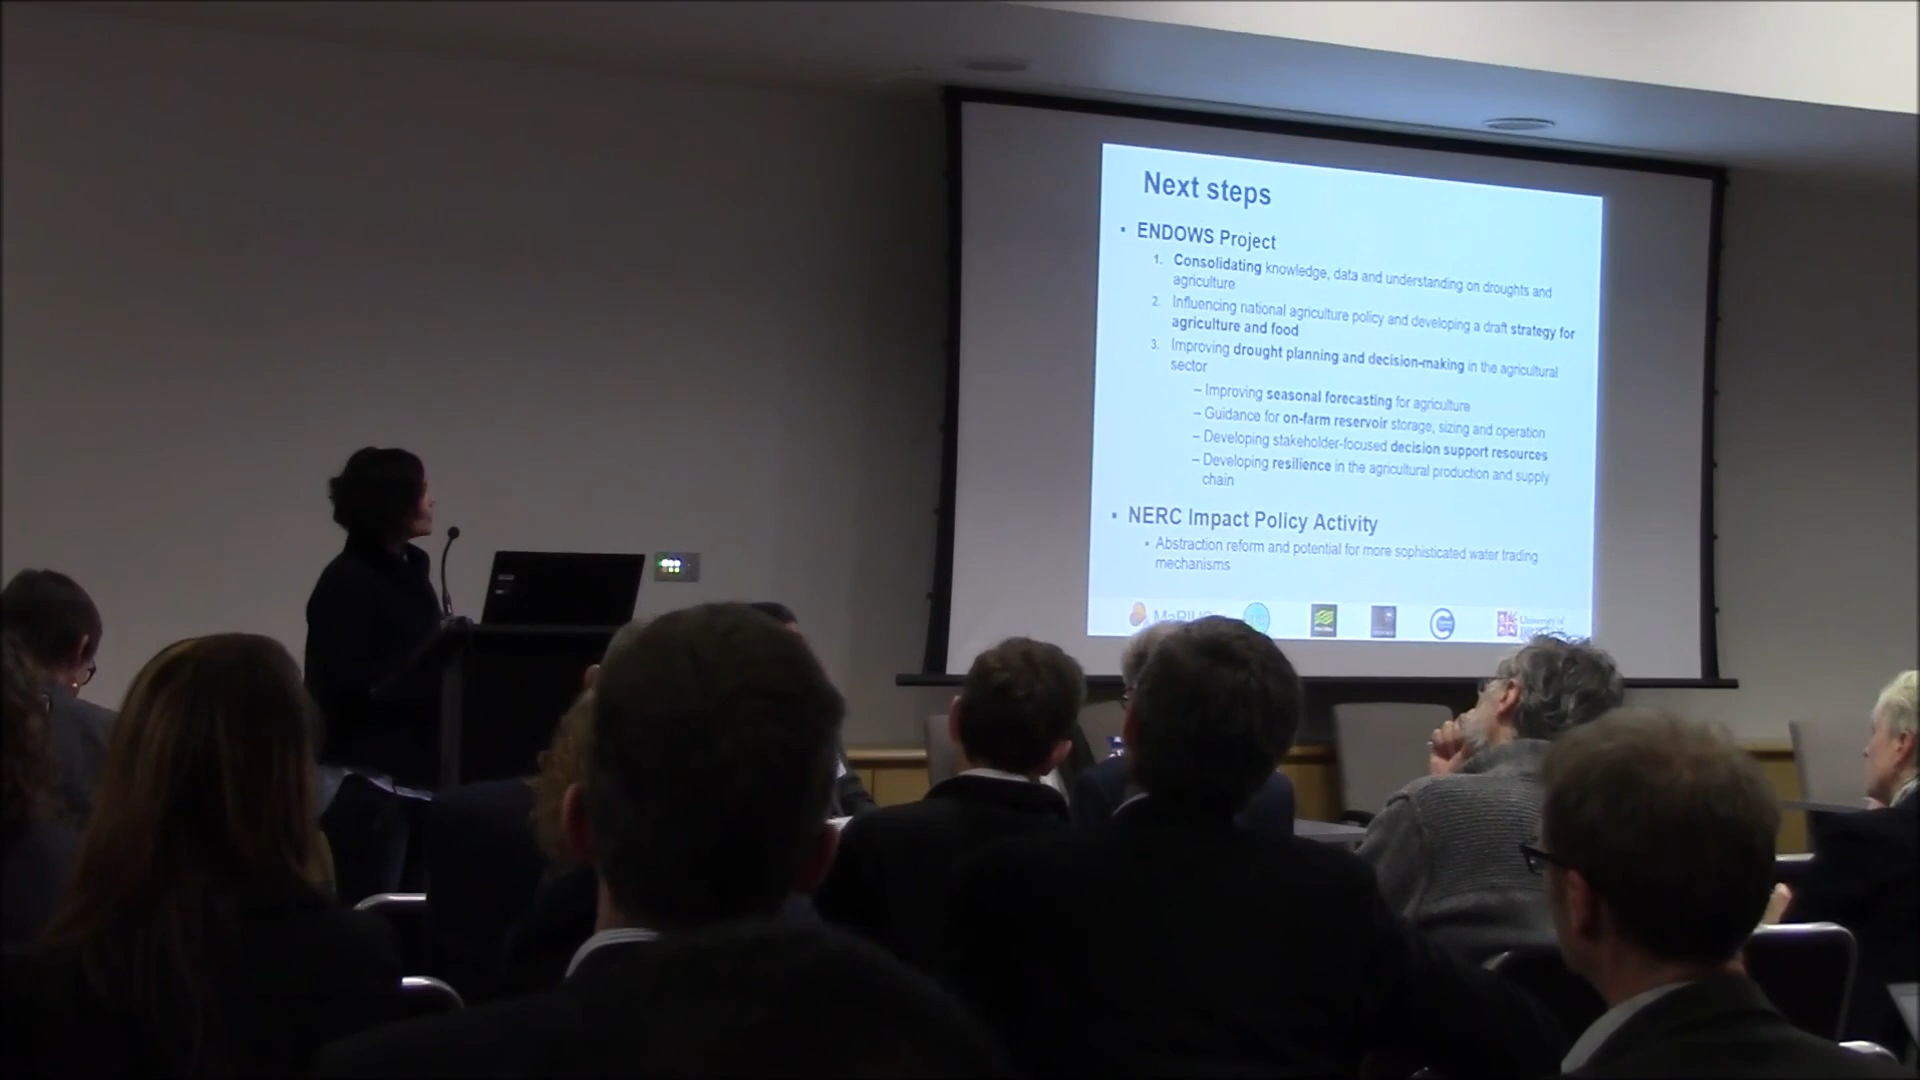 Next steps
▪ ENDOWS Project
1. Consolidating knowledge, data and understanding on droughts and
agriculture
2. Influencing national agriculture policy and developing a draft strategy for
agriculture and food
3. Improving drought planning and decision-making in the agricultural
sector
– Improving seasonal forecasting for agriculture
– Guidance for on-farm reservoir storage, sizing and operation
– Developing stakeholder-focused decision support resources
– Developing resilience in the agricultural production and supply
chain
▪ NERC Impact Policy Activity
▪ Abstraction reform and potential for more sophisticated water trading
mechanisms
University of